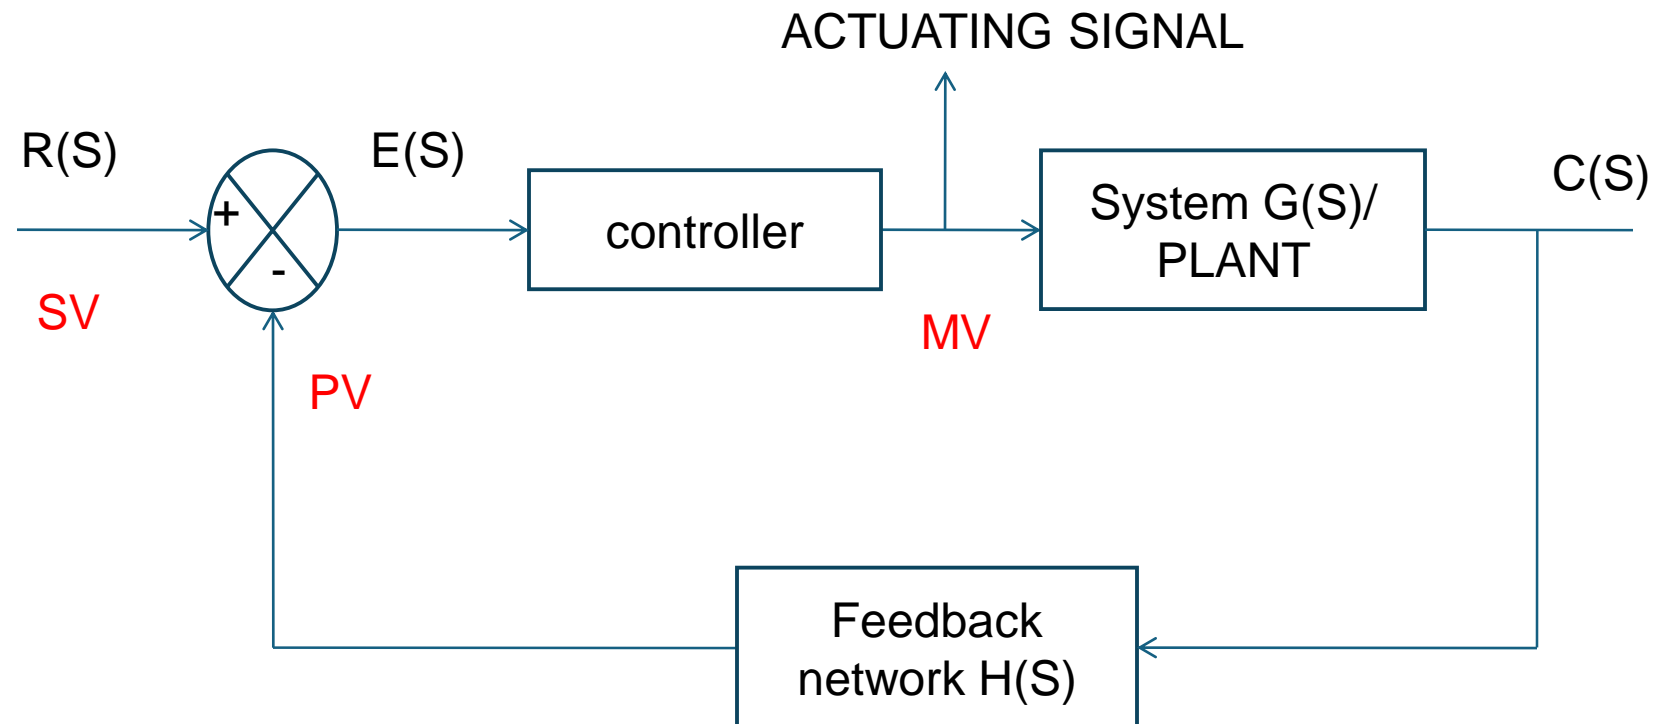 ACTUATING SIGNAL
R(S)
E(S)
C(S)
+
-
controller
System G(S)/
PLANT
SV
MV
PV
Feedback
network H(S)